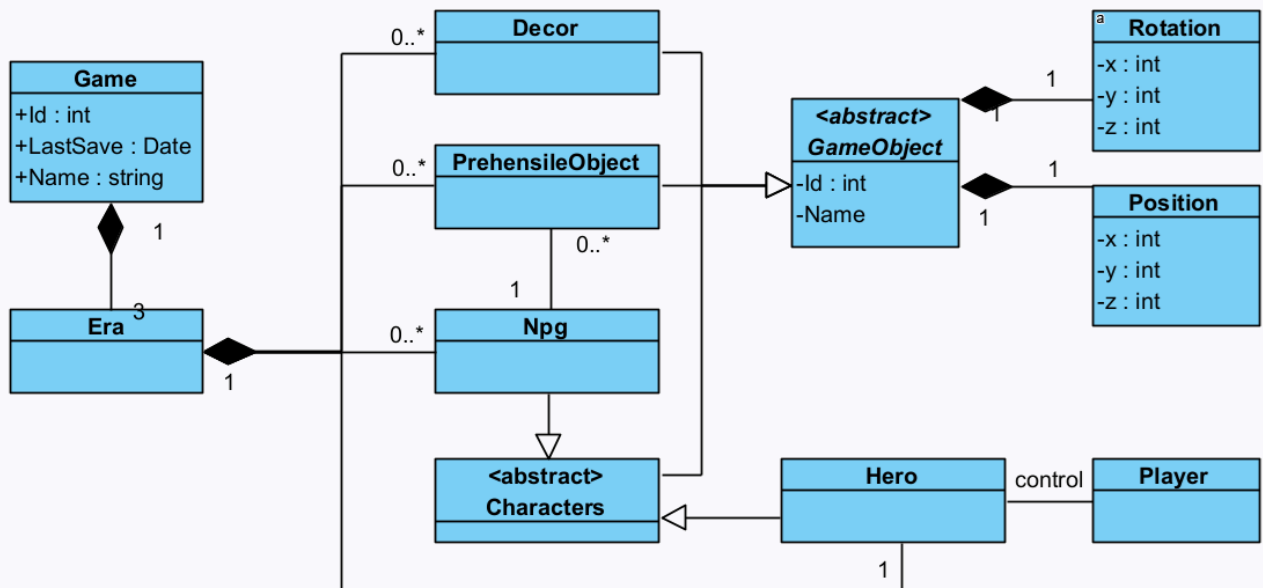 Decor
0..*
Game
+Id : int
+LastSave : Date
+Name : string
1
3
Era
1
PrehensileObject
0..*
0..*
1
Npg
0..*
<abstract>
Characters
<abstract>
GameObject
-Id : int
-Name
1
1
1
1
a
Rotation
-x : int
-y : int
-z : int
Position
-x : int
-y : int
-z : int
Hero
control
Player
1